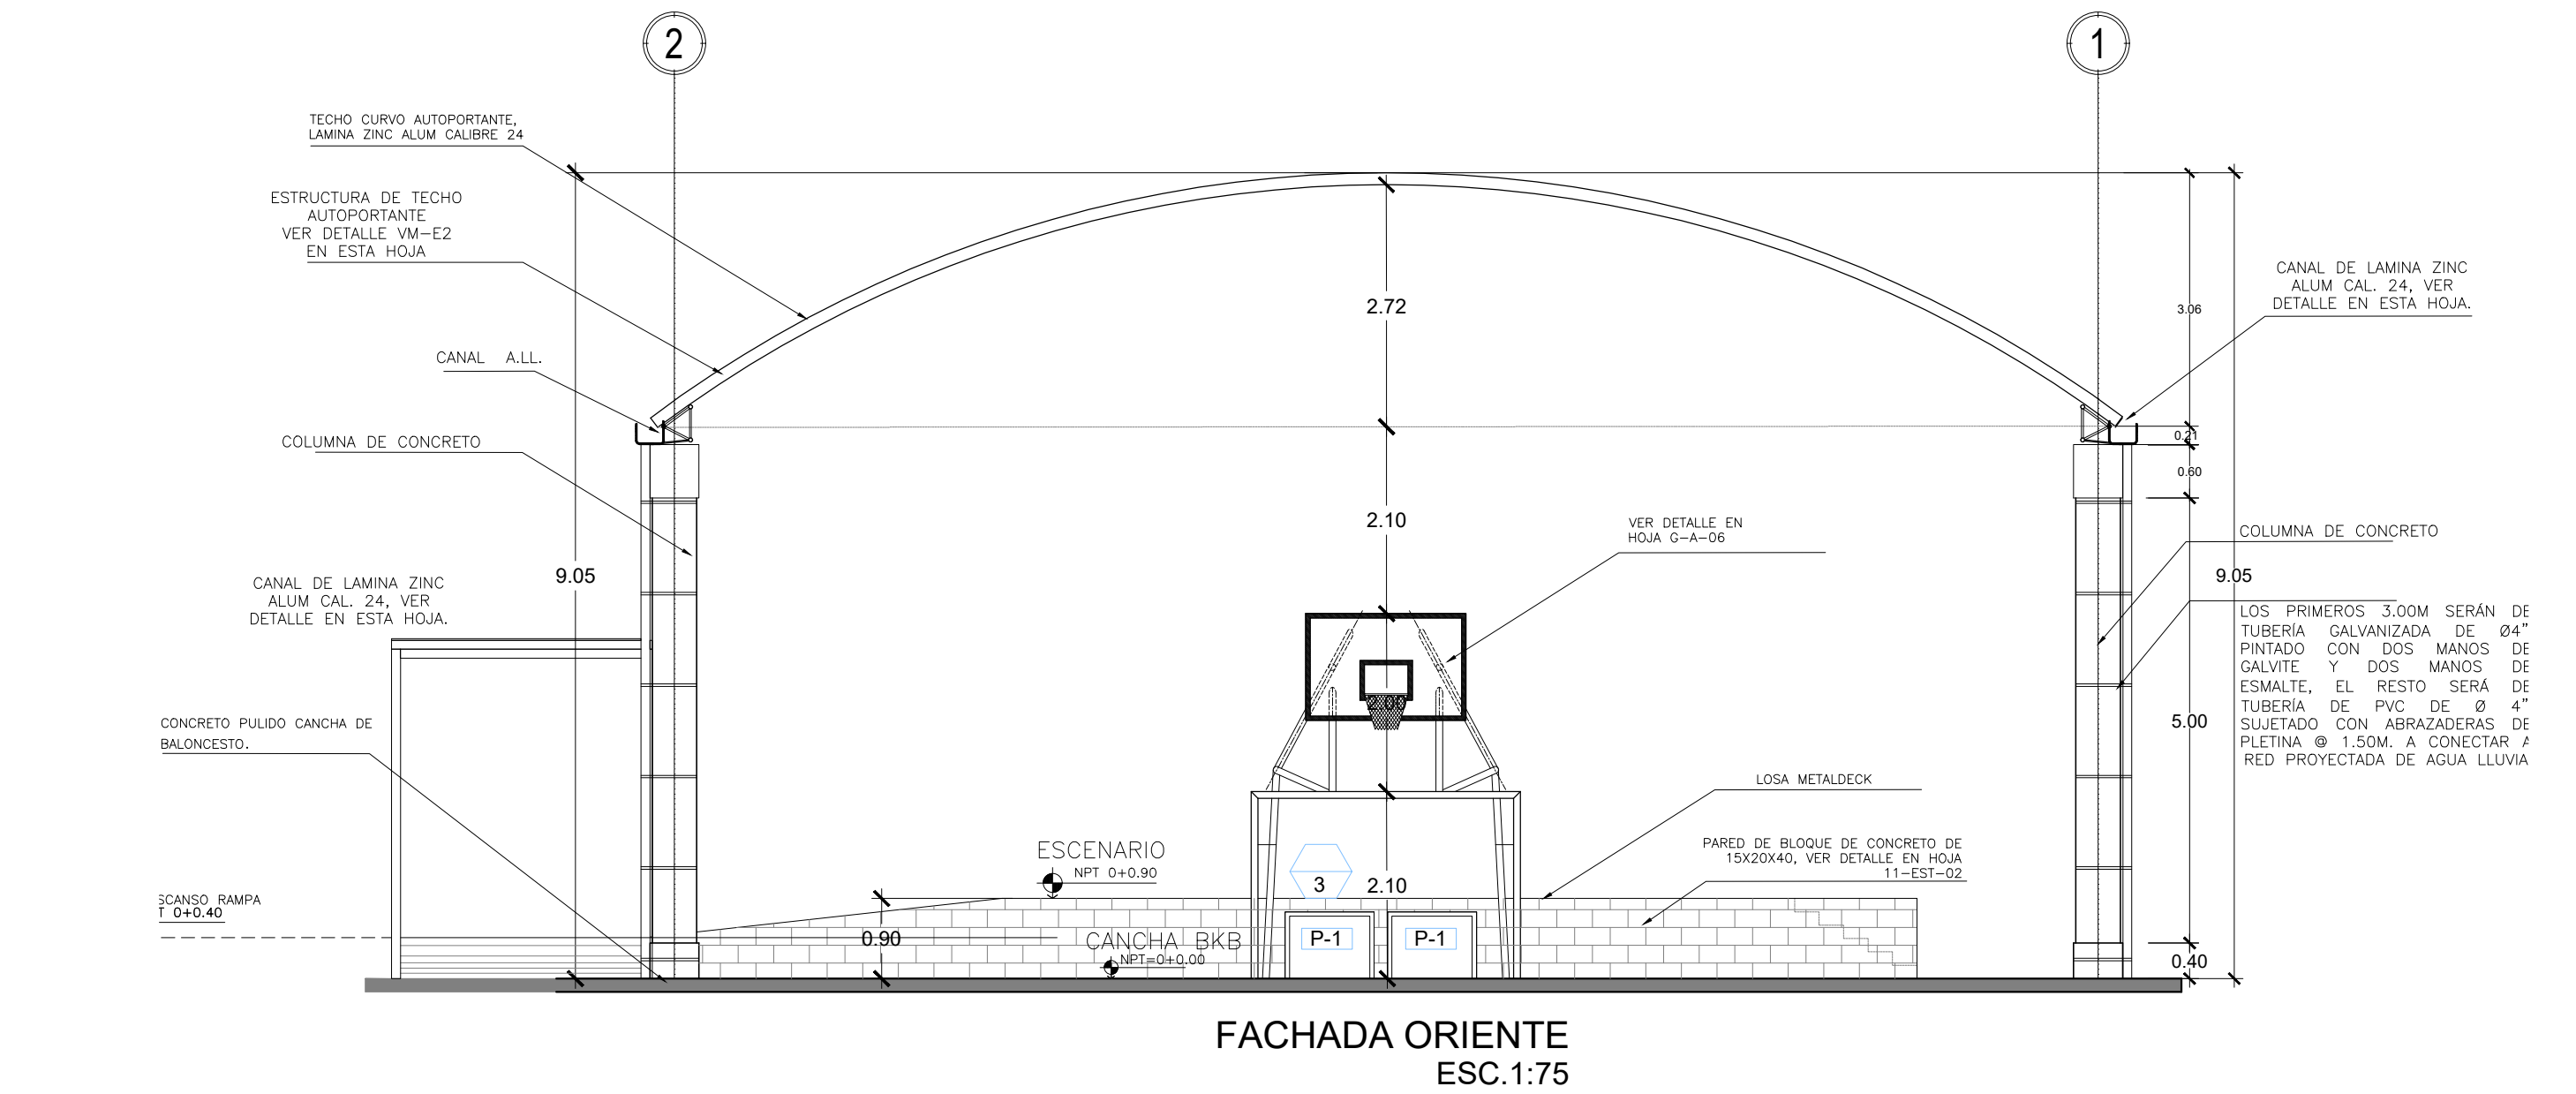 2
1
TECHO CURVO AUTOPORTANTE,
LAMINA ZINC ALUM CALIBRE 24
ESTRUCTURA DE TECHO
AUTOPORTANTE
VER DETALLE VM-E2
EN ESTA HOJA
CANAL DE LAMINA ZINC
ALUM CAL. 24, VER
DETALLE EN ESTA HOJA.
2.72
3.06
CANAL A.LL.
COLUMNA DE CONCRETO
0.21
0.60
2.10
VER DETALLE EN
HOJA G-A-06
COLUMNA DE CONCRETO
9.05
9.05
CANAL DE LAMINA ZINC
ALUM CAL. 24, VER
DETALLE EN ESTA HOJA.
LOS PRIMEROS 3.00M SERÁN DE
TUBERÍA GALVANIZADA DE Ø4"
PINTADO CON DOS MANOS DE
GALVITE Y DOS MANOS DE
ESMALTE, EL RESTO SERÁ DE
TUBERÍA DE PVC DE Ø 4"
SUJETADO CON ABRAZADERAS DE
PLETINA @ 1.50M. A CONECTAR A
RED PROYECTADA DE AGUA LLUVIA
2.00
5.00
CONCRETO PULIDO CANCHA DE
BALONCESTO.
LOSA METALDECK
PARED DE BLOQUE DE CONCRETO DE
15X20X40, VER DETALLE EN HOJA
11-EST-02
ESCENARIO
NPT 0+0.90
3
2.10
SCANSO RAMPA
T 0+0.40
0.90
CANCHA BKB
NPT=0+0.00
P-1
P-1
0.40
FACHADA ORIENTE
ESC.1:75